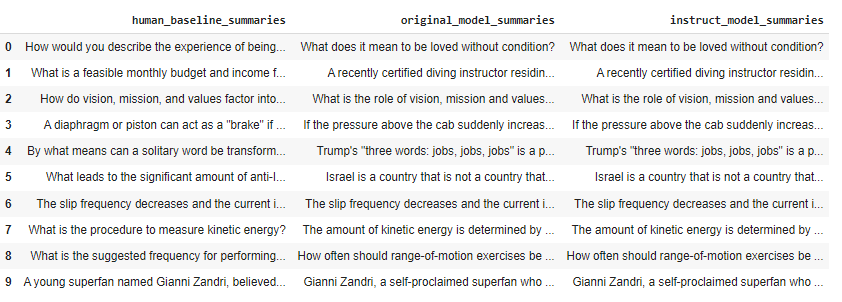 human_baseline_summaries original_model_summaries instruct_model_summaries
0 How would you describe the experience of being... What does it mean to be loved without condition? What does it mean to be loved without condition?
1 What is a feasible monthly budget and income f... A recently certified diving instructor residin... A recently certified diving instructor residin...
2 How do vision, mission, and values factor into... What is the role of vision, mission and values... What is the role of vision, mission and values...
3 A diaphragm or piston can act as a "brake" if ... If the pressure above the cab suddenly increas... If the pressure above the cab suddenly increas...
4 By what means can a solitary word be transform... Trump's "three words: jobs, jobs, jobs" is a p... Trump's "three words: jobs, jobs, jobs" is a p...
5 What leads to the significant amount of anti-I... Israel is a country that is not a country that... Israel is a country that is not a country that...
6 The slip frequency decreases and the current i... The slip frequency decreases and the current i... The slip frequency decreases and the current i...
7 What is the procedure to measure kinetic energy? The amount of kinetic energy is determined by ... The amount of kinetic energy is determined by ...
8 What is the suggested frequency for performing... How often should range-of-motion exercises be ... How often should range-of-motion exercises be ...
9 A young superfan named Gianni Zandri, believed... Gianni Zandri, a self-proclaimed superfan who ... Gianni Zandri, a self-proclaimed superfan who ...